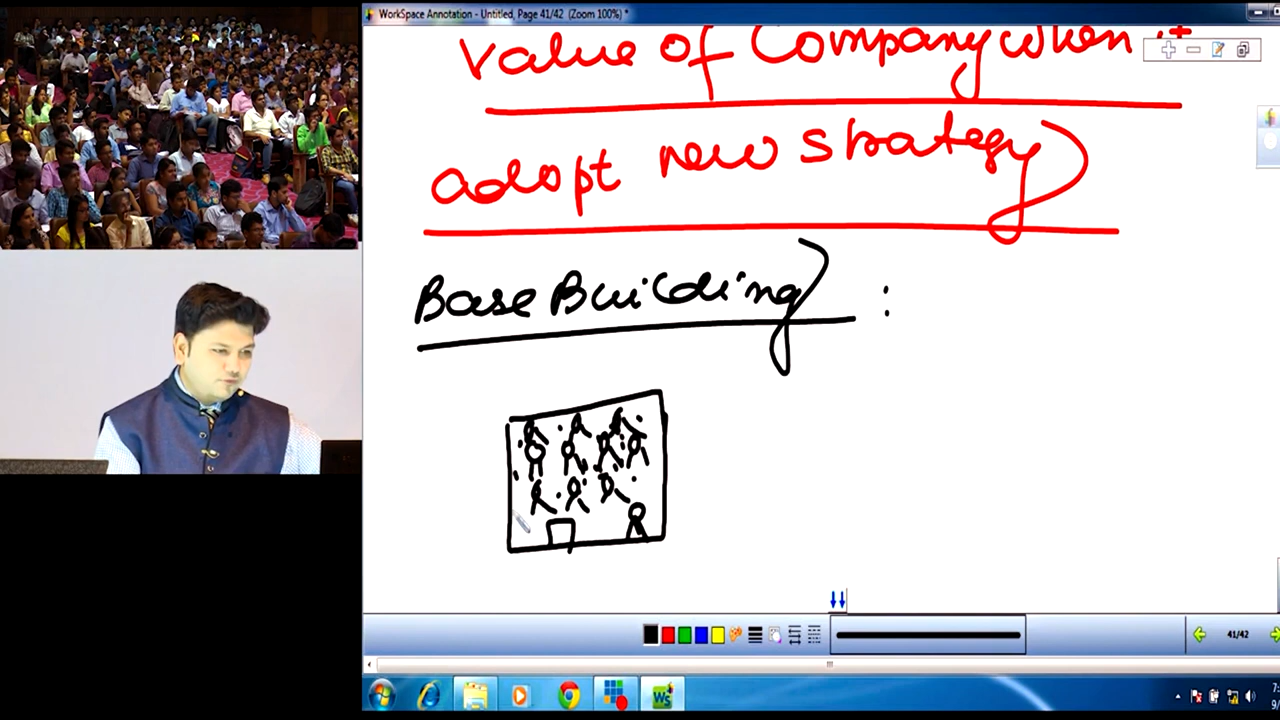 WorkSpace Annotation - Untitled, Page 41/42 (Zoom 100%) *
Value of Company when it
adopt new strategy
Base Building :
41/42
Ws